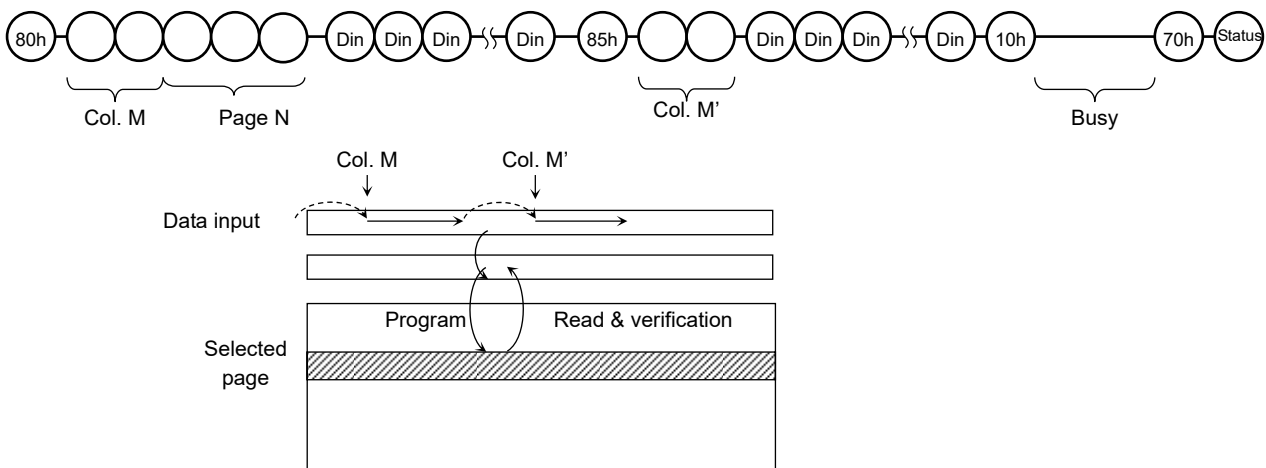 80h Din Din Din Din 85h Din Din Din Din 10h 70h Status
Col. M Page N Col. M’ Busy
Col. M Col. M’
Data input
Program Read & verification
Selected
page